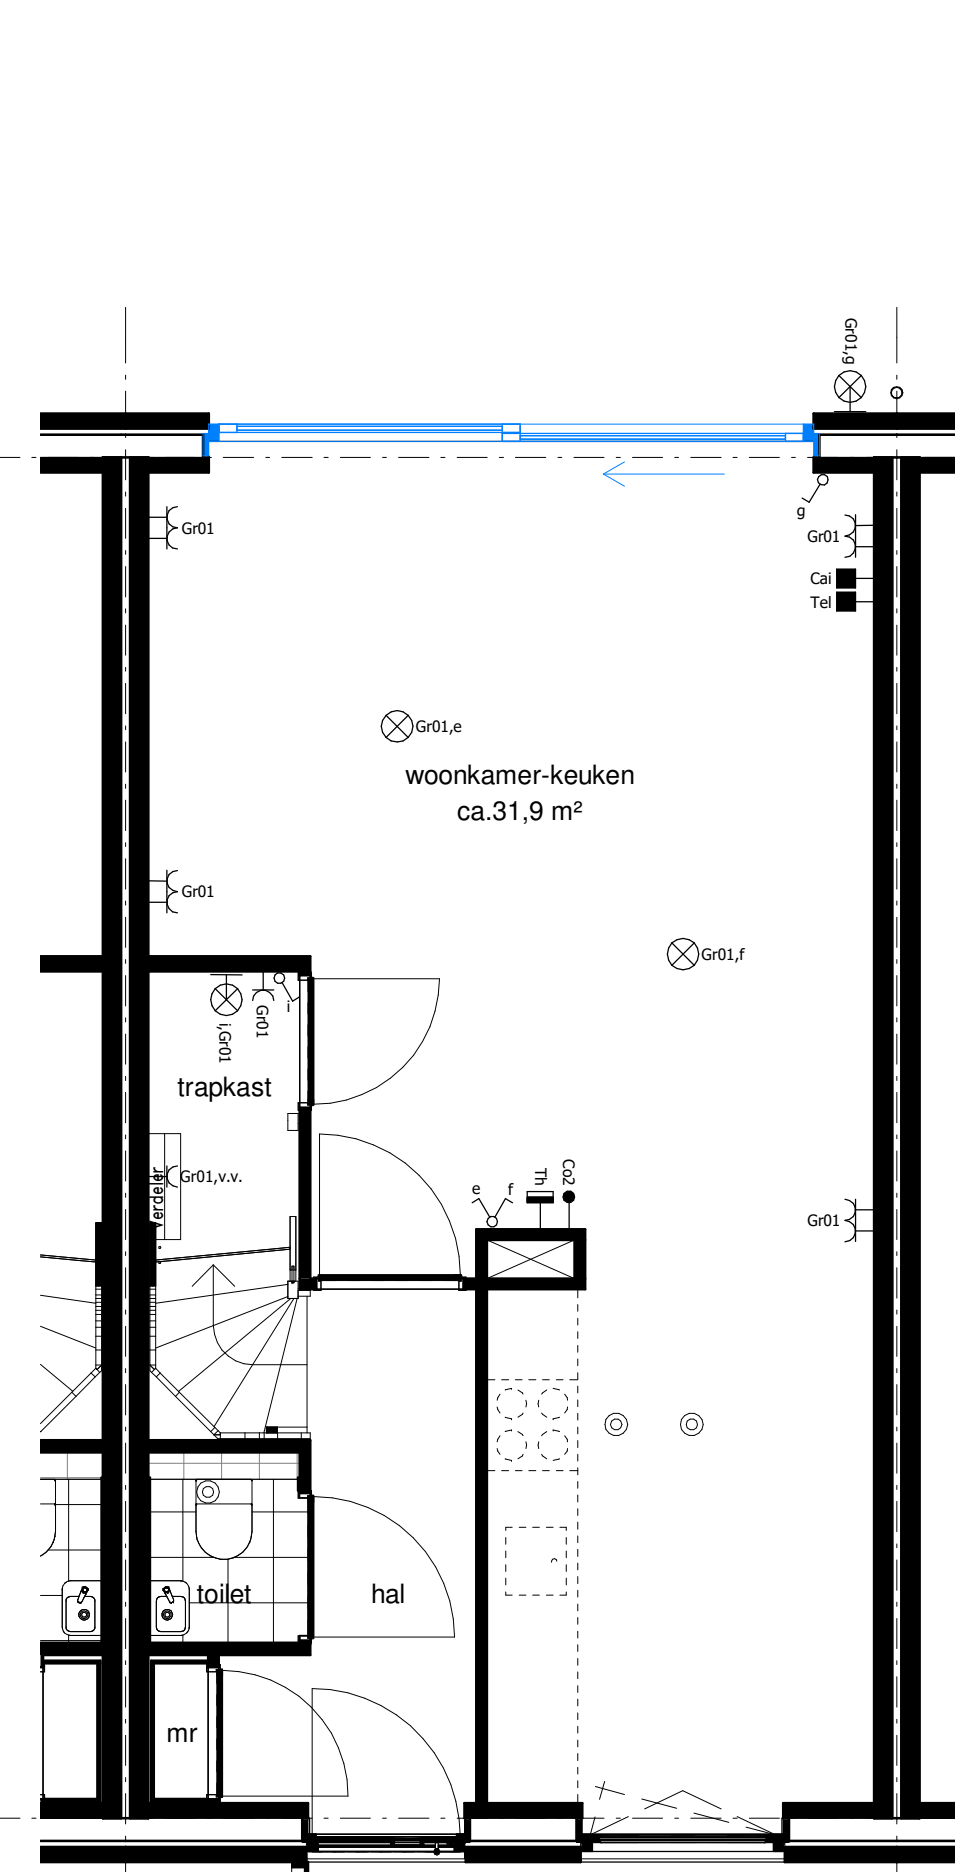 Gr01,g
g
Gr01
Gr01
Cai
Tel
Gr01,e
woonkamer-keuken
ca.31,9 m²
Gr01
Gr01,f
i
Gr01
i,Gr01
trapkast
verdeler
Gr01,v.v.
e
f
Th
Co2
Gr01
toilet
hal
mr